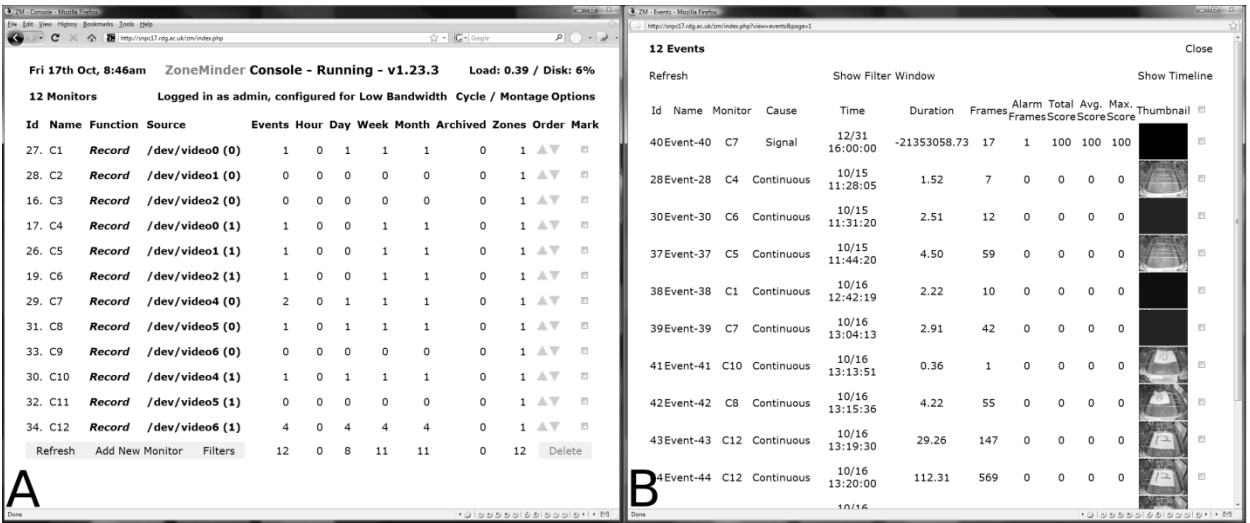 ZM - Console - Mozilla Firefox
File Edit View History Bookmarks Tools Help
http://snpc17.rdg.ac.uk/zm/index.php
Google
Fri 17th Oct, 8:46am ZoneMinder Console - Running - v1.23.3 Load: 0.39 / Disk: 6%
12 Monitors Logged in as admin, configured for Low Bandwidth Cycle / Montage Options
Id Name Function Source Events Hour Day Week Month Archived Zones Order Mark
27. C1 Record /dev/video0 (0) 1 0 1 1 1 0 1
28. C2 Record /dev/video1 (0) 0 0 0 0 0 0 1
16. C3 Record /dev/video2 (0) 0 0 0 0 0 0 1
17. C4 Record /dev/video0 (1) 1 0 0 1 1 0 1
26. C5 Record /dev/video1 (1) 1 0 0 1 1 0 1
19. C6 Record /dev/video2 (1) 1 0 0 1 1 0 1
29. C7 Record /dev/video4 (0) 2 0 1 1 1 0 1
31. C8 Record /dev/video5 (0) 1 0 1 1 1 0 1
33. C9 Record /dev/video6 (0) 0 0 0 0 0 0 1
30. C10 Record /dev/video4 (1) 1 0 1 1 1 0 1
32. C11 Record /dev/video5 (1) 0 0 0 0 0 0 1
34. C12 Record /dev/video6 (1) 4 0 4 4 4 0 1
Refresh Add New Monitor Filters 12 0 8 11 11 0 12 Delete
A
Done
ZM - Events - Mozilla Firefox
http://snpc17.rdg.ac.uk/zm/index.php?view=events&page=1
12 Events Close
Refresh Show Filter Window Show Timeline
Id Name Monitor Cause Time Duration Frames Alarm Frames Total Score Avg. Score Max. Score Thumbnail
40 Event-40 C7 Signal 12/31 16:00:00 -21353058.73 17 1 100 100 100
28 Event-28 C4 Continuous 10/15 11:28:05 1.52 7 0 0 0 0
30 Event-30 C6 Continuous 10/15 11:31:20 2.51 12 0 0 0 0
37 Event-37 C5 Continuous 10/15 11:44:20 4.50 59 0 0 0 0
38 Event-38 C1 Continuous 10/16 12:42:19 2.22 10 0 0 0 0
39 Event-39 C7 Continuous 10/16 13:04:13 2.91 42 0 0 0 0
41 Event-41 C10 Continuous 10/16 13:13:51 0.36 1 0 0 0 0
42 Event-42 C8 Continuous 10/16 13:15:36 4.22 55 0 0 0 0
43 Event-43 C12 Continuous 10/16 13:19:30 29.26 147 0 0 0 0
12
4 Event-44 C12 Continuous 10/16 13:20:00 112.31 569 0 0 0 0
12
10/16
B
Done